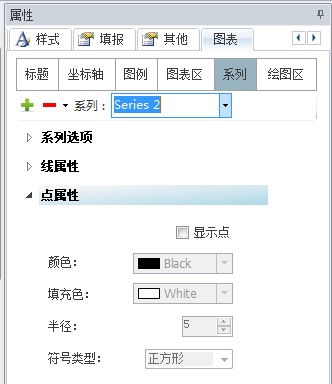 属性
样式 填报 其他 图表
标题 坐标轴 图例 图表区 系列 绘图区
系列： Series 2
系列选项
线属性
点属性
显示点
颜色： Black
填充色： White
半径： 5
符号类型： 正方形